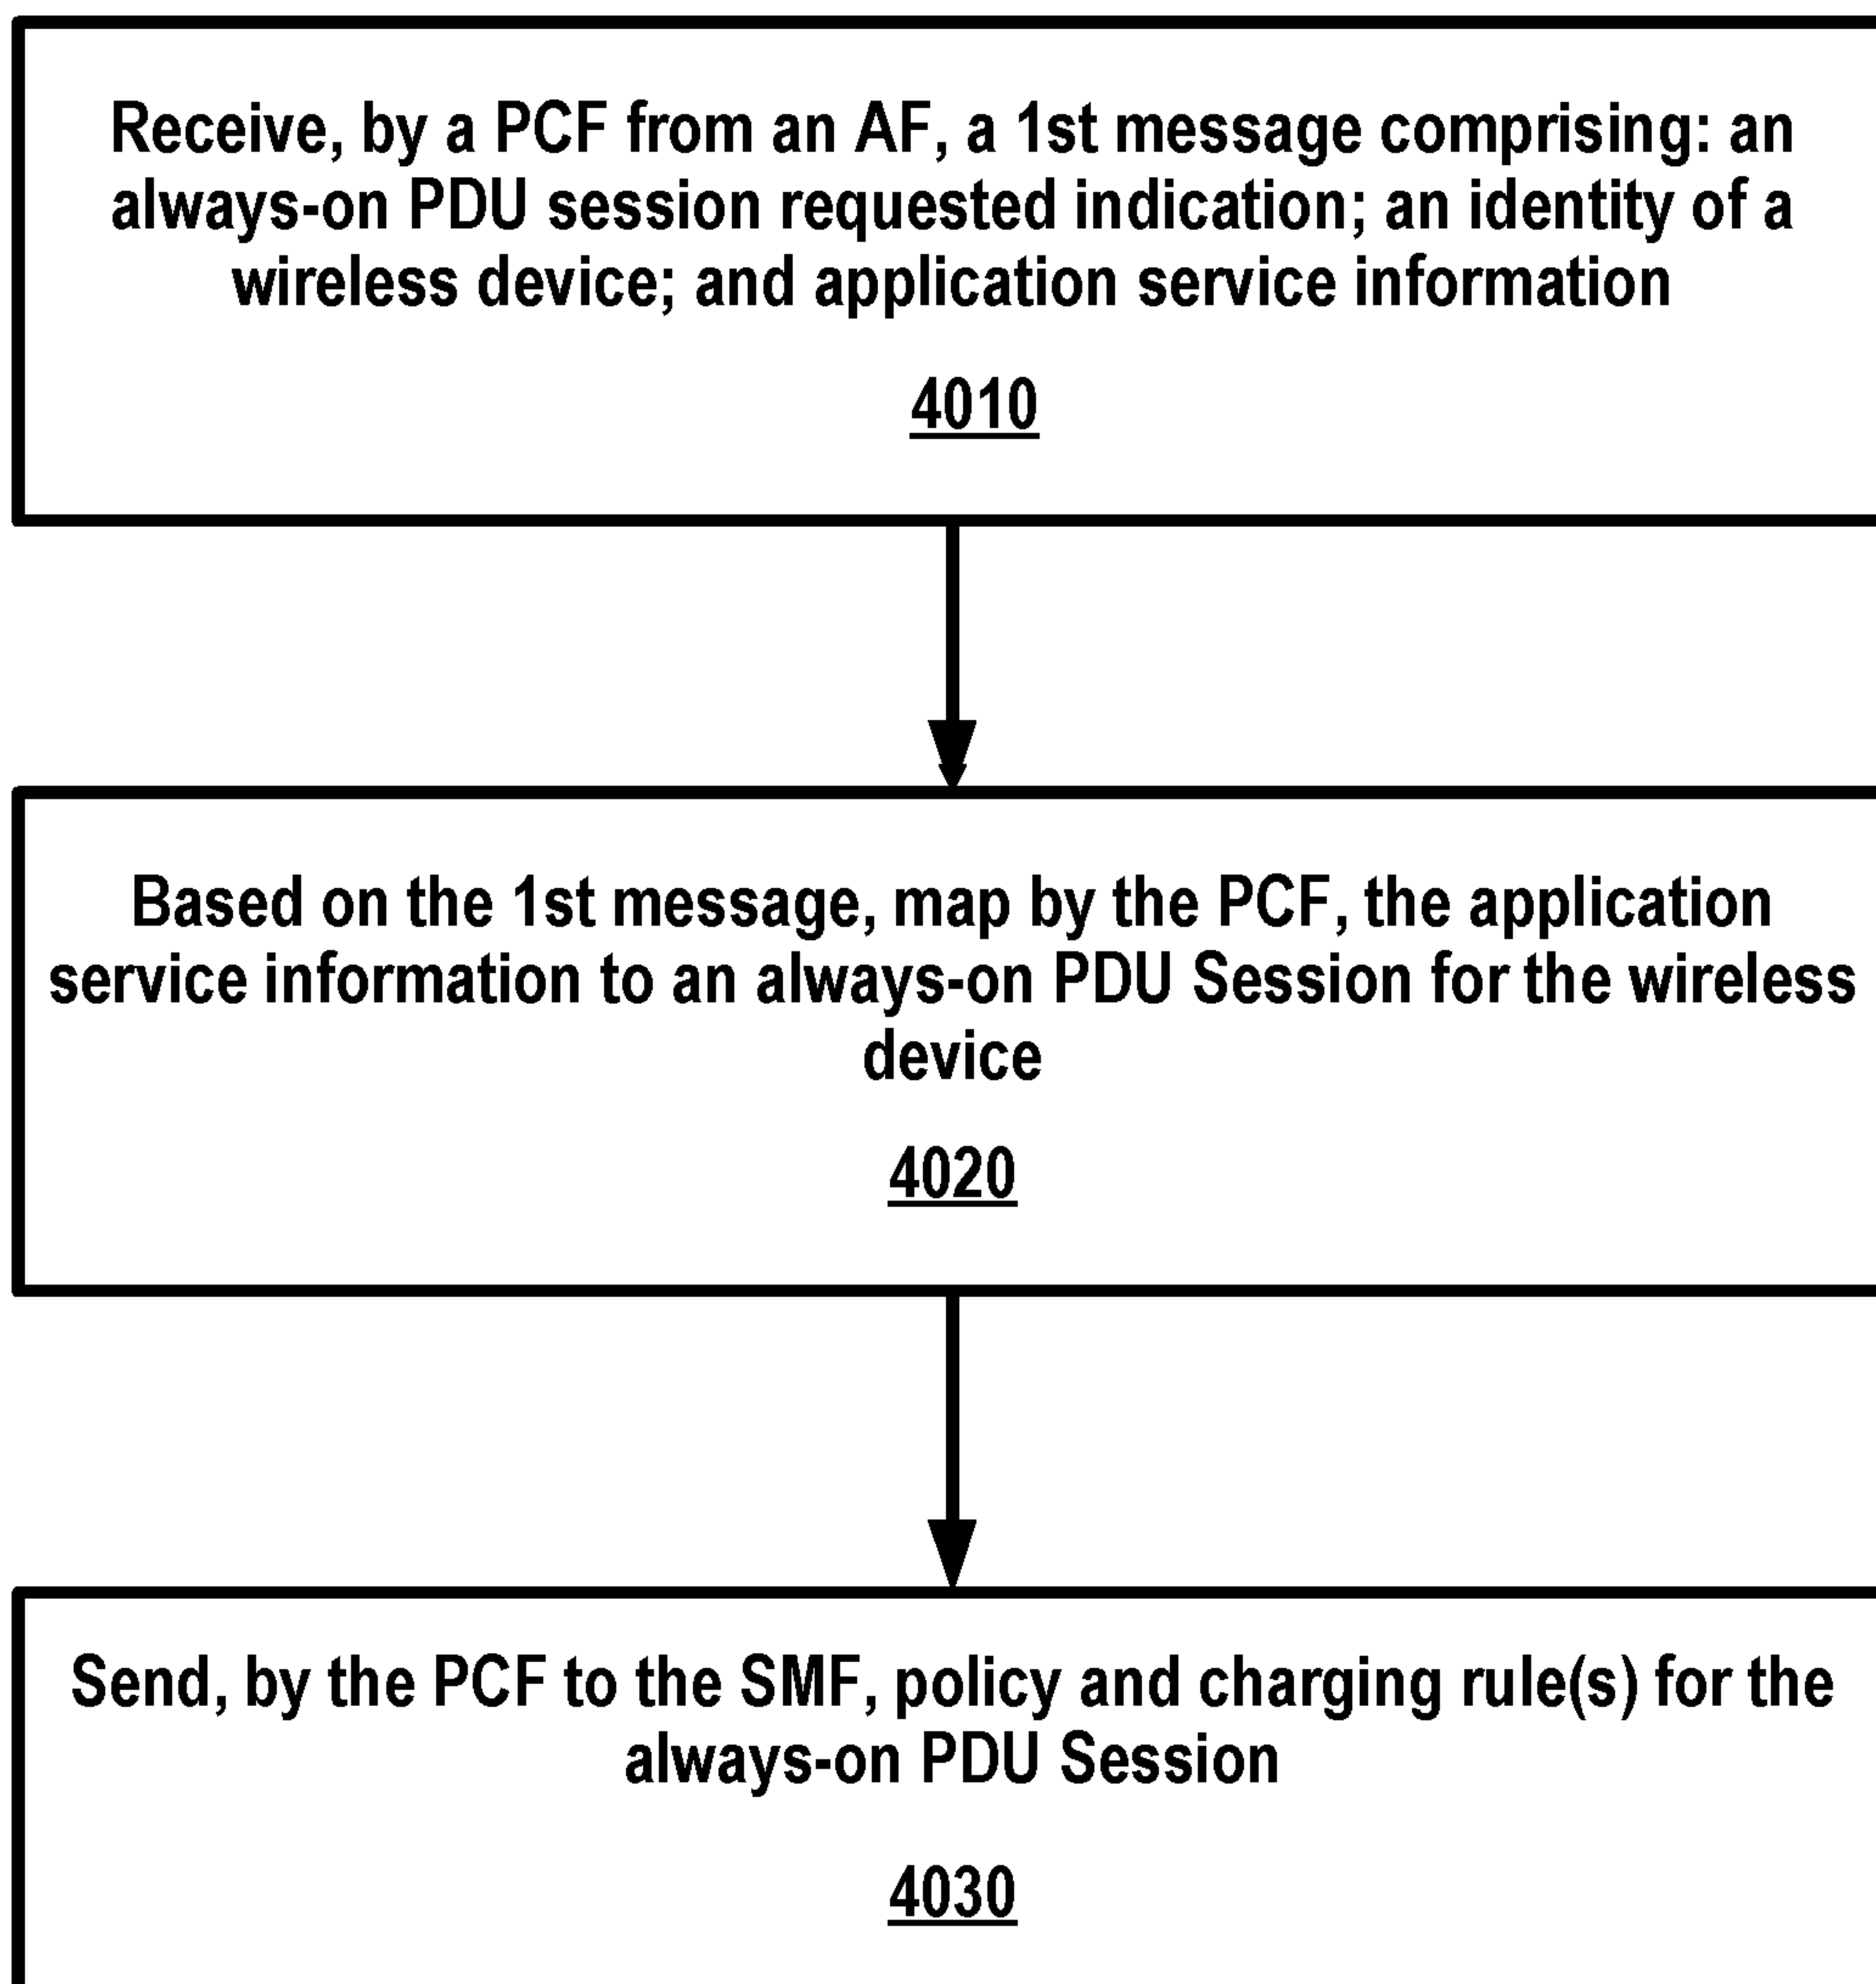 Receive, by a PCF from an AF, a 1st message comprising: an
always-on PDU session requested indication; an identity of a
wireless device; and application service information
4010
Based on the 1st message, map by the PCF, the application
service information to an always-on PDU Session for the wireless
device
4020
Send, by the PCF to the SMF, policy and charging rule(s) for the
always-on PDU Session
4030